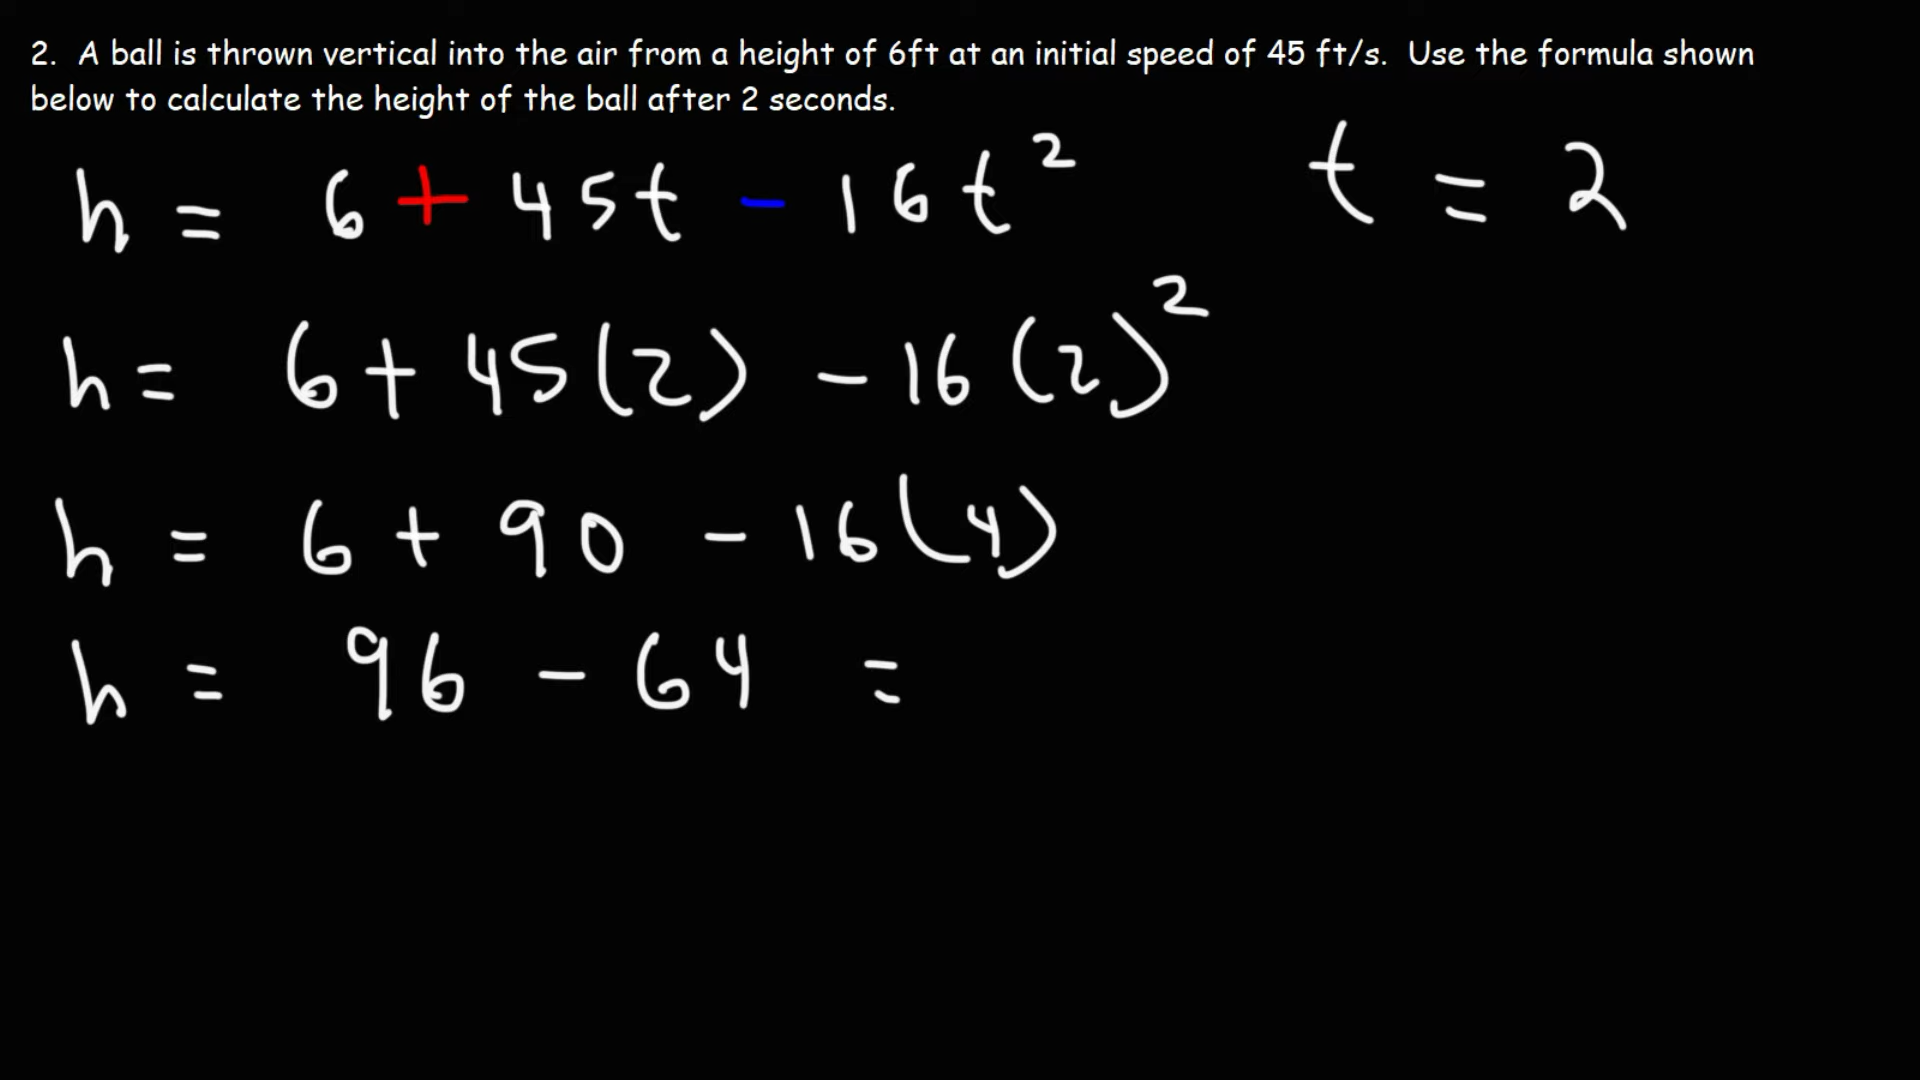 2. A ball is thrown vertical into the air from a height of 6ft at an initial speed of 45 ft/s. Use the formula shown
below to calculate the height of the ball after 2 seconds.
h = 6 + 45t - 16t² t = 2
h = 6 + 45(2) - 16(2)²
h = 6 + 90 - 16(4)
h = 96 - 64 =